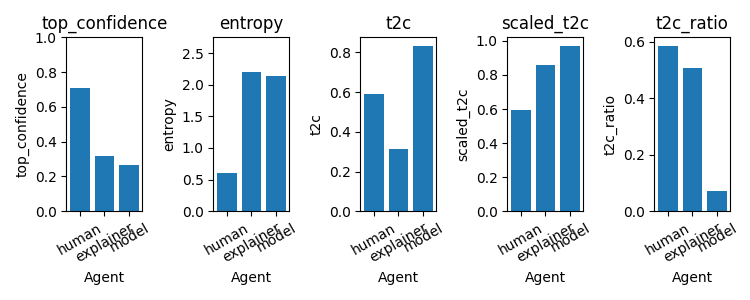 top_confidence
top_confidence
1.0
0.8
0.6
0.4
0.2
0.0
human
explainer
model
Agent
entropy
entropy
2.5
2.0
1.5
1.0
0.5
0.0
human
explainer
model
Agent
t2c
t2c
0.8
0.6
0.4
0.2
0.0
human
explainer
model
Agent
scaled_t2c
scaled_t2c
1.0
0.8
0.6
0.4
0.2
0.0
human
explainer
model
Agent
t2c_ratio
t2c_ratio
0.6
0.4
0.2
0.0
human
explainer
model
Agent